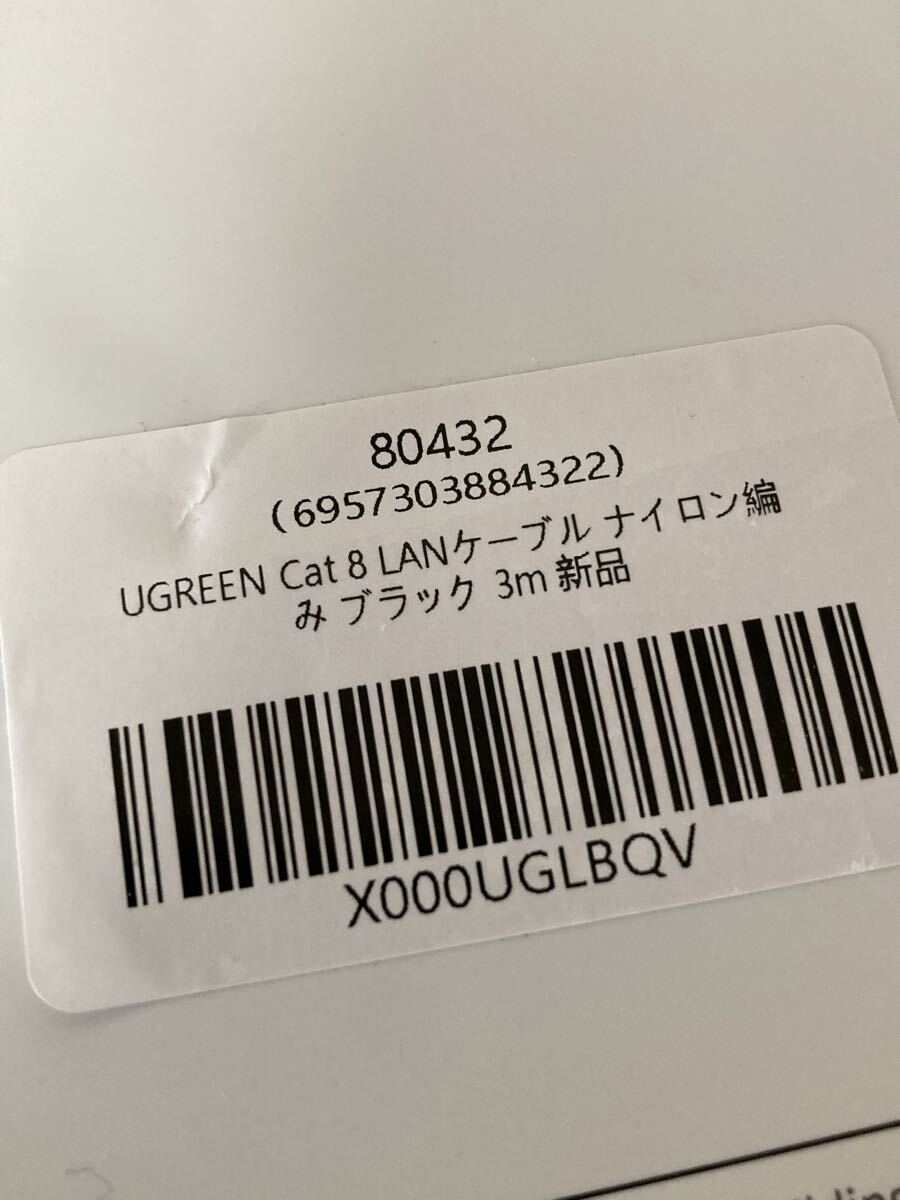 80432
(6957303884322)
UGREEN Cat 8 LANケーブル ナイロン編
み ブラック 3m 新品
X000UGLBQV